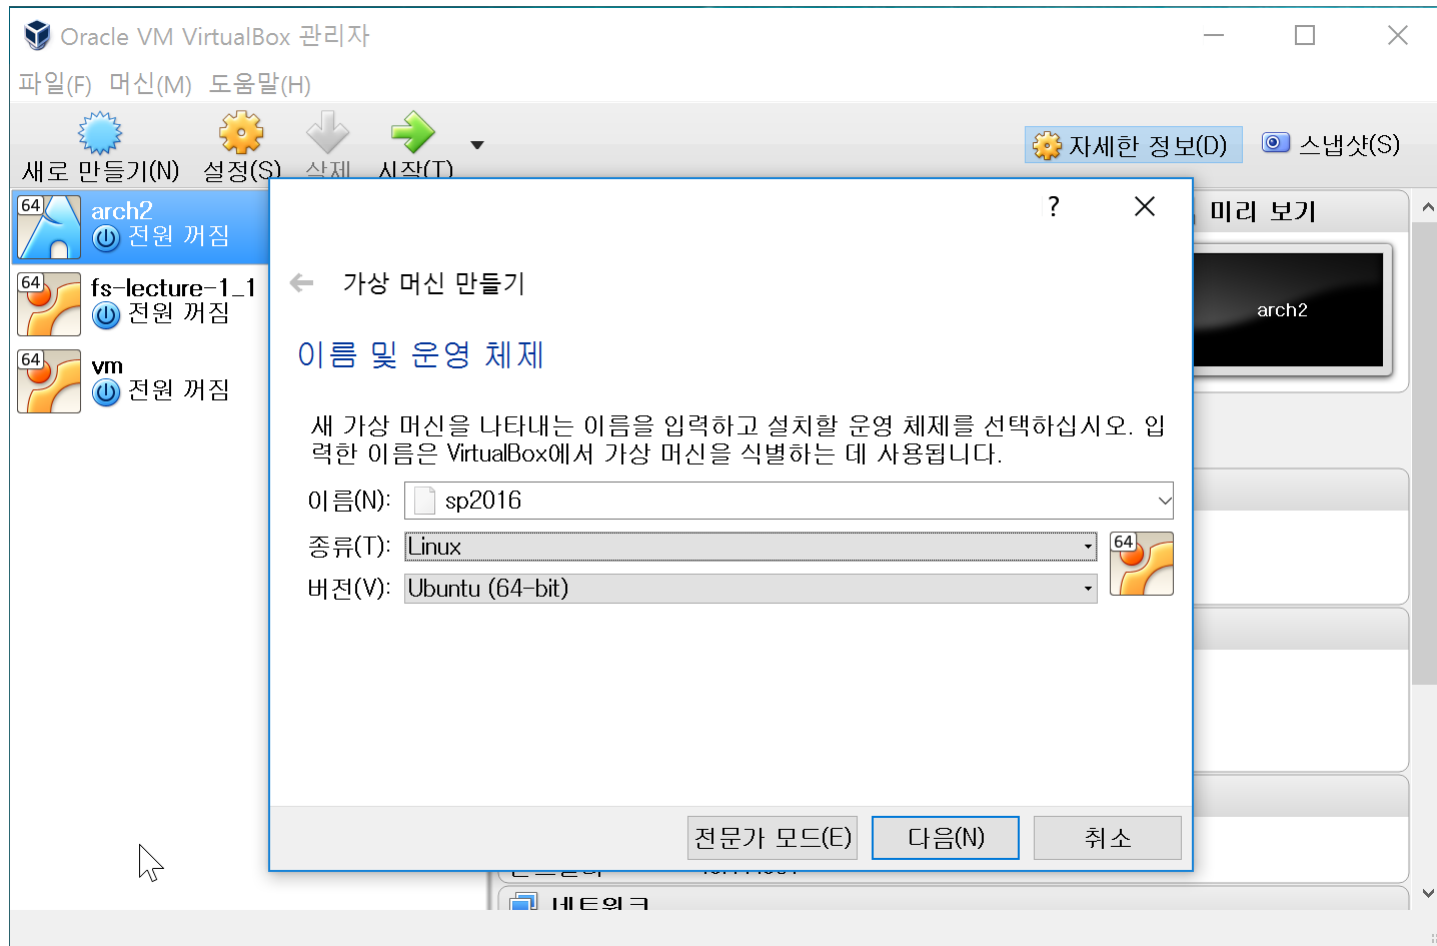 Oracle VM VirtualBox 관리자
파일(F) 머신(M) 도움말(H)
새로 만들기(N) 설정(S) 삭제 시작(T) 자세한 정보(D) 스냅샷(S)
64 arch2
전원 꺼짐
64 fs-lecture-1_1
전원 꺼짐
64 vm
전원 꺼짐
미리 보기
arch2
?
가상 머신 만들기
이름 및 운영 체제
새 가상 머신을 나타내는 이름을 입력하고 설치할 운영 체제를 선택하십시오. 입
력한 이름은 VirtualBox에서 가상 머신을 식별하는 데 사용됩니다.
이름(N): sp2016
종류(T): Linux
64
버전(V): Ubuntu (64-bit)
전문가 모드(E) 다음(N) 취소
네트워크